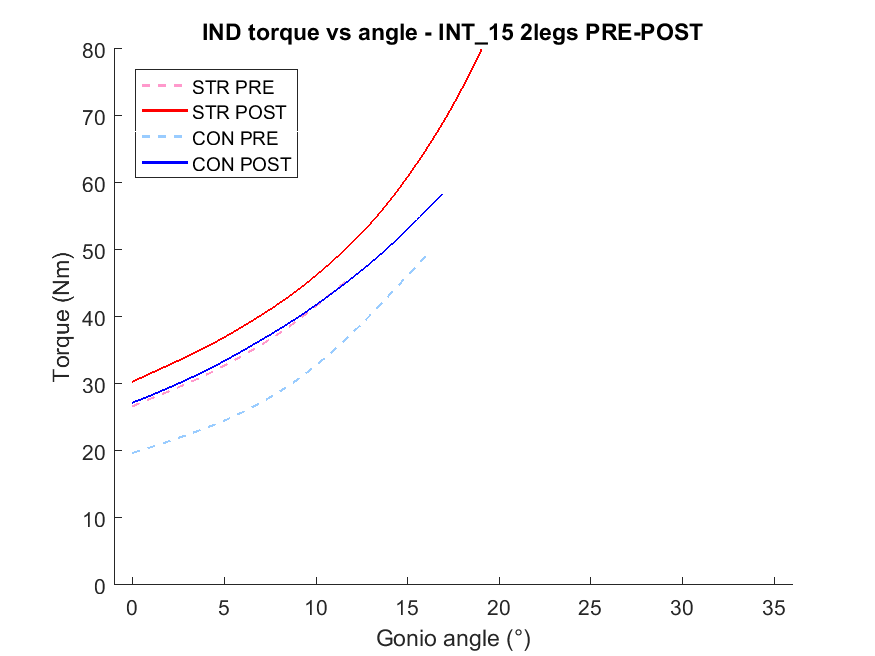 IND torque vs angle - INT_15 2legs PRE-POST
STR PRE
STR POST
CON PRE
CON POST
Torque (Nm)
80
70
60
50
40
30
20
10
0
0 5 10 15 20 25 30 35
Gonio angle (°)